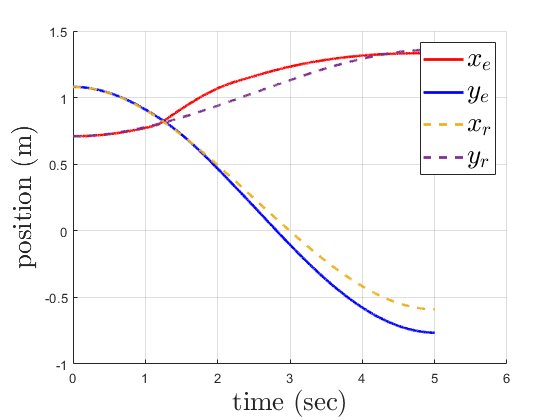 1.5
1
0.5
0
-0.5
-1
0 1 2 3 4 5 6
position (m)
time (sec)
x_e
y_e
x_r
y_r